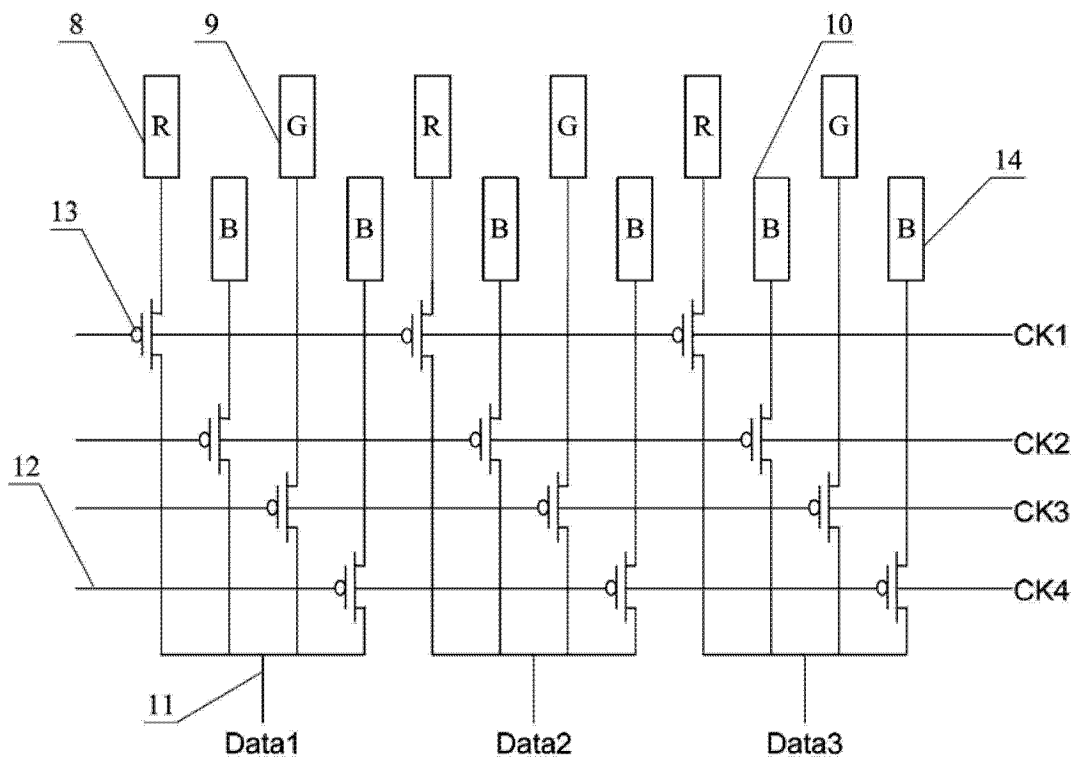 8 9 10
R G R G R G
14
13
B B B B B B
CK1
CK2
12
CK3
CK4
11
Data1 Data2 Data3